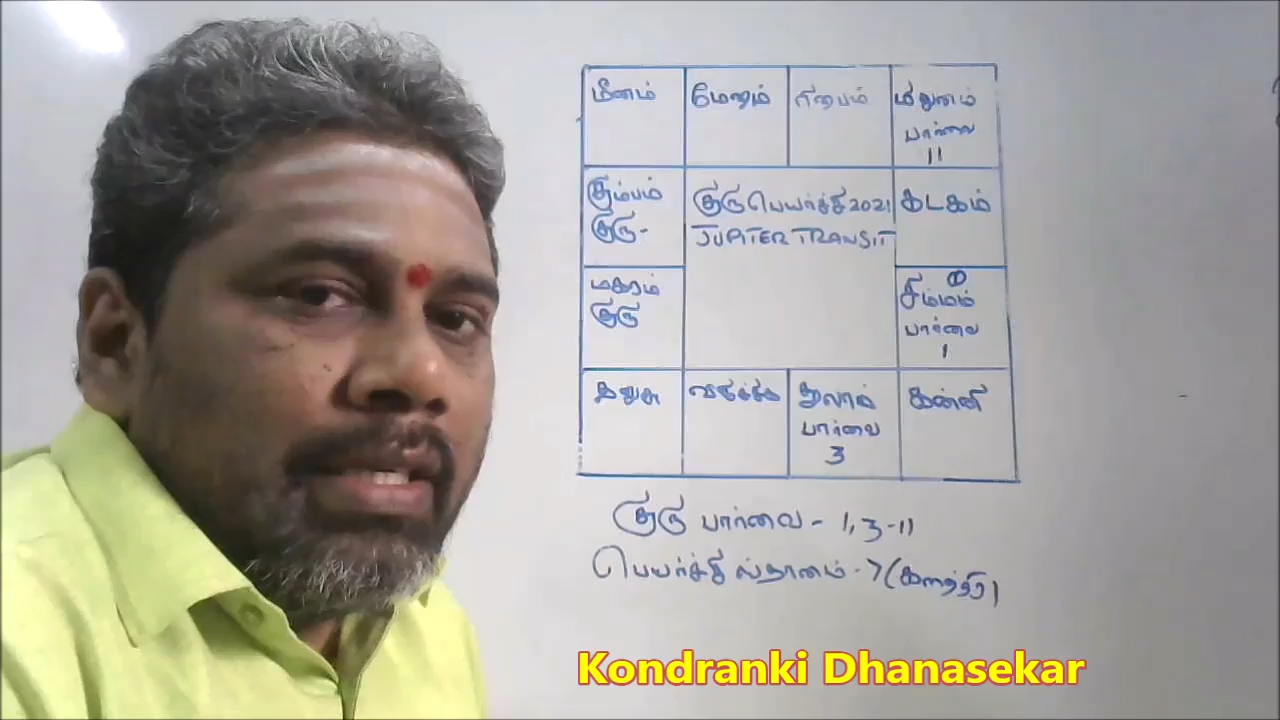 மீனம்
மேஷம்
ரிஷபம்
மிதுனம்
பார்வை
11
கும்பம்
குரு-
குரு பெயர்ச்சி 2021
JUPITER TRANSIT
கடகம்
மகரம்
குரு
①
சிம்மம்
பார்வை
1
தனுசு
துலாம்
பார்வை
3
கன்னி
குரு பார்வை - 1, 3 - 11
பெயர்ச்சி ஸ்தானம் - 7 (களத்திர)
Kondranki Dhanasekar